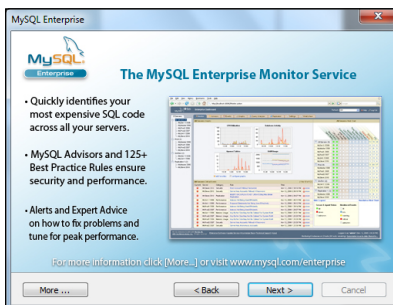 MySQL Enterprise
MySQL
Enterprise
The MySQL Enterprise Monitor Service
• Quickly identifies your
most expensive SQL code
across all your servers.
• MySQL Advisors and 125+
Best Practice Rules ensure
security and performance.
• Alerts and Expert Advice
on how to fix problems and
tune for peak performance.
For more information click [More...] or visit www.mysql.com/enterprise
More ...
< Back
Next >
Cancel